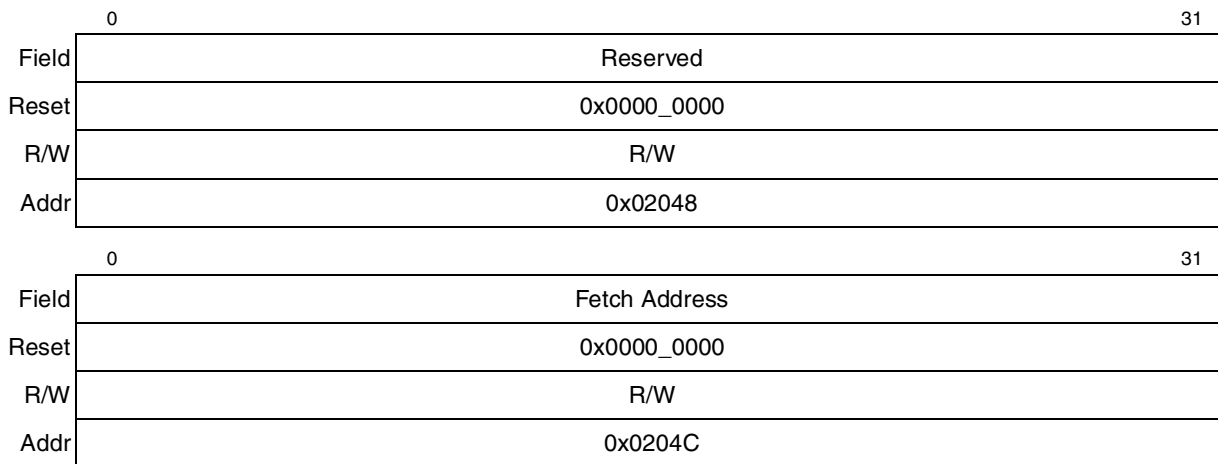 0 31
Field Reserved
Reset 0x0000_0000
R/W R/W
Addr 0x02048
0 31
Field Fetch Address
Reset 0x0000_0000
R/W R/W
Addr 0x0204C